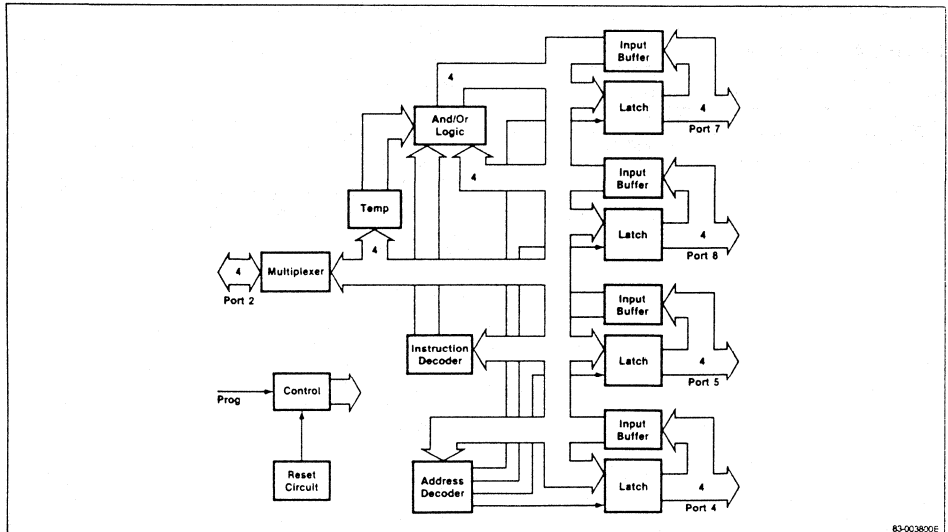 Input
Buffer
4
And/Or
Logic
Latch
4
Port 7
4
Input
Buffer
Temp
Latch
4
Port 8
4
4
Multiplexer
Port 2
Input
Buffer
Instruction
Decoder
Latch
4
Port 5
Prog
Control
Input
Buffer
Reset
Circuit
Address
Decoder
Latch
4
Port 4
83-003800E